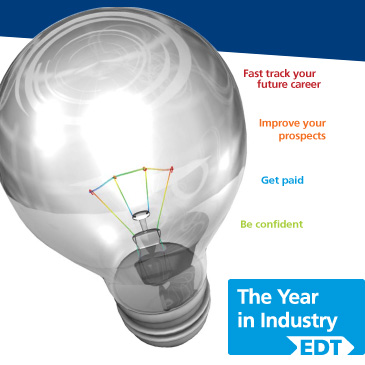 Fast track your
future career
Improve your
prospects
Get paid
Be confident
The Year
in Industry
EDT